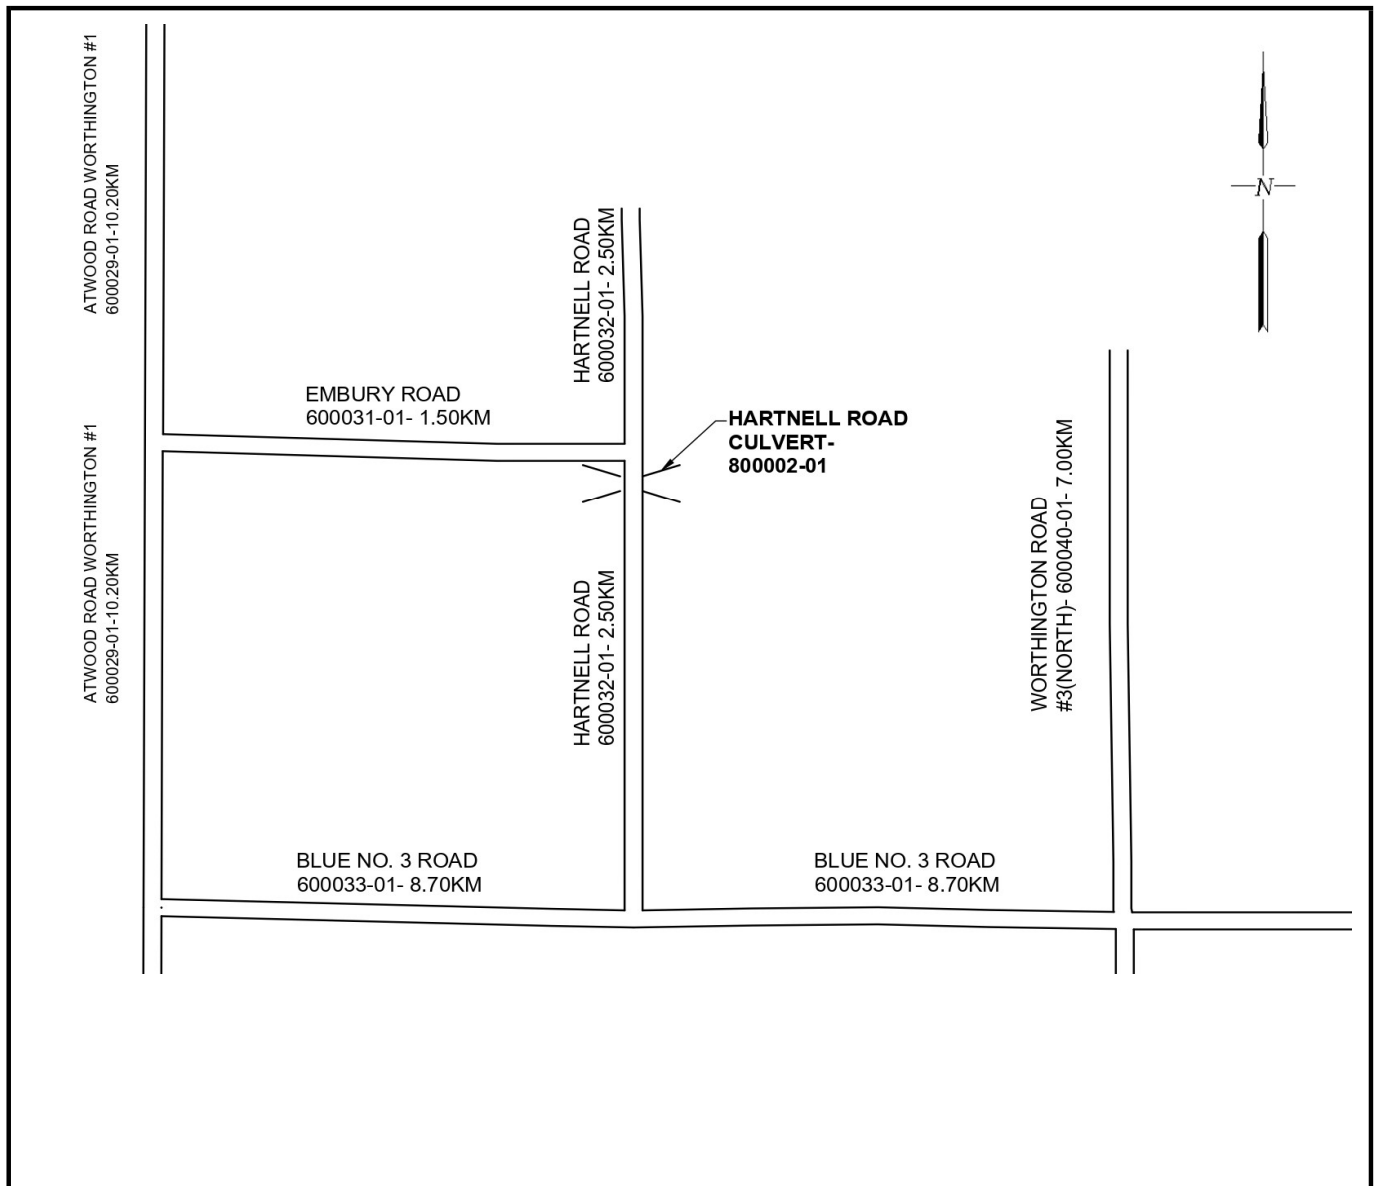 ATWOOD ROAD WORTHINGTON #1
600029-01-10.20KM
N
HARTNELL ROAD
600032-01- 2.50KM
EMBURY ROAD
600031-01- 1.50KM
HARTNELL ROAD
CULVERT-
800002-01
ATWOOD ROAD WORTHINGTON #1
600029-01-10.20KM
WORTHINGTON ROAD
#3(NORTH)- 600040-01- 7.00KM
HARTNELL ROAD
600032-01- 2.50KM
BLUE NO. 3 ROAD
600033-01- 8.70KM
BLUE NO. 3 ROAD
600033-01- 8.70KM